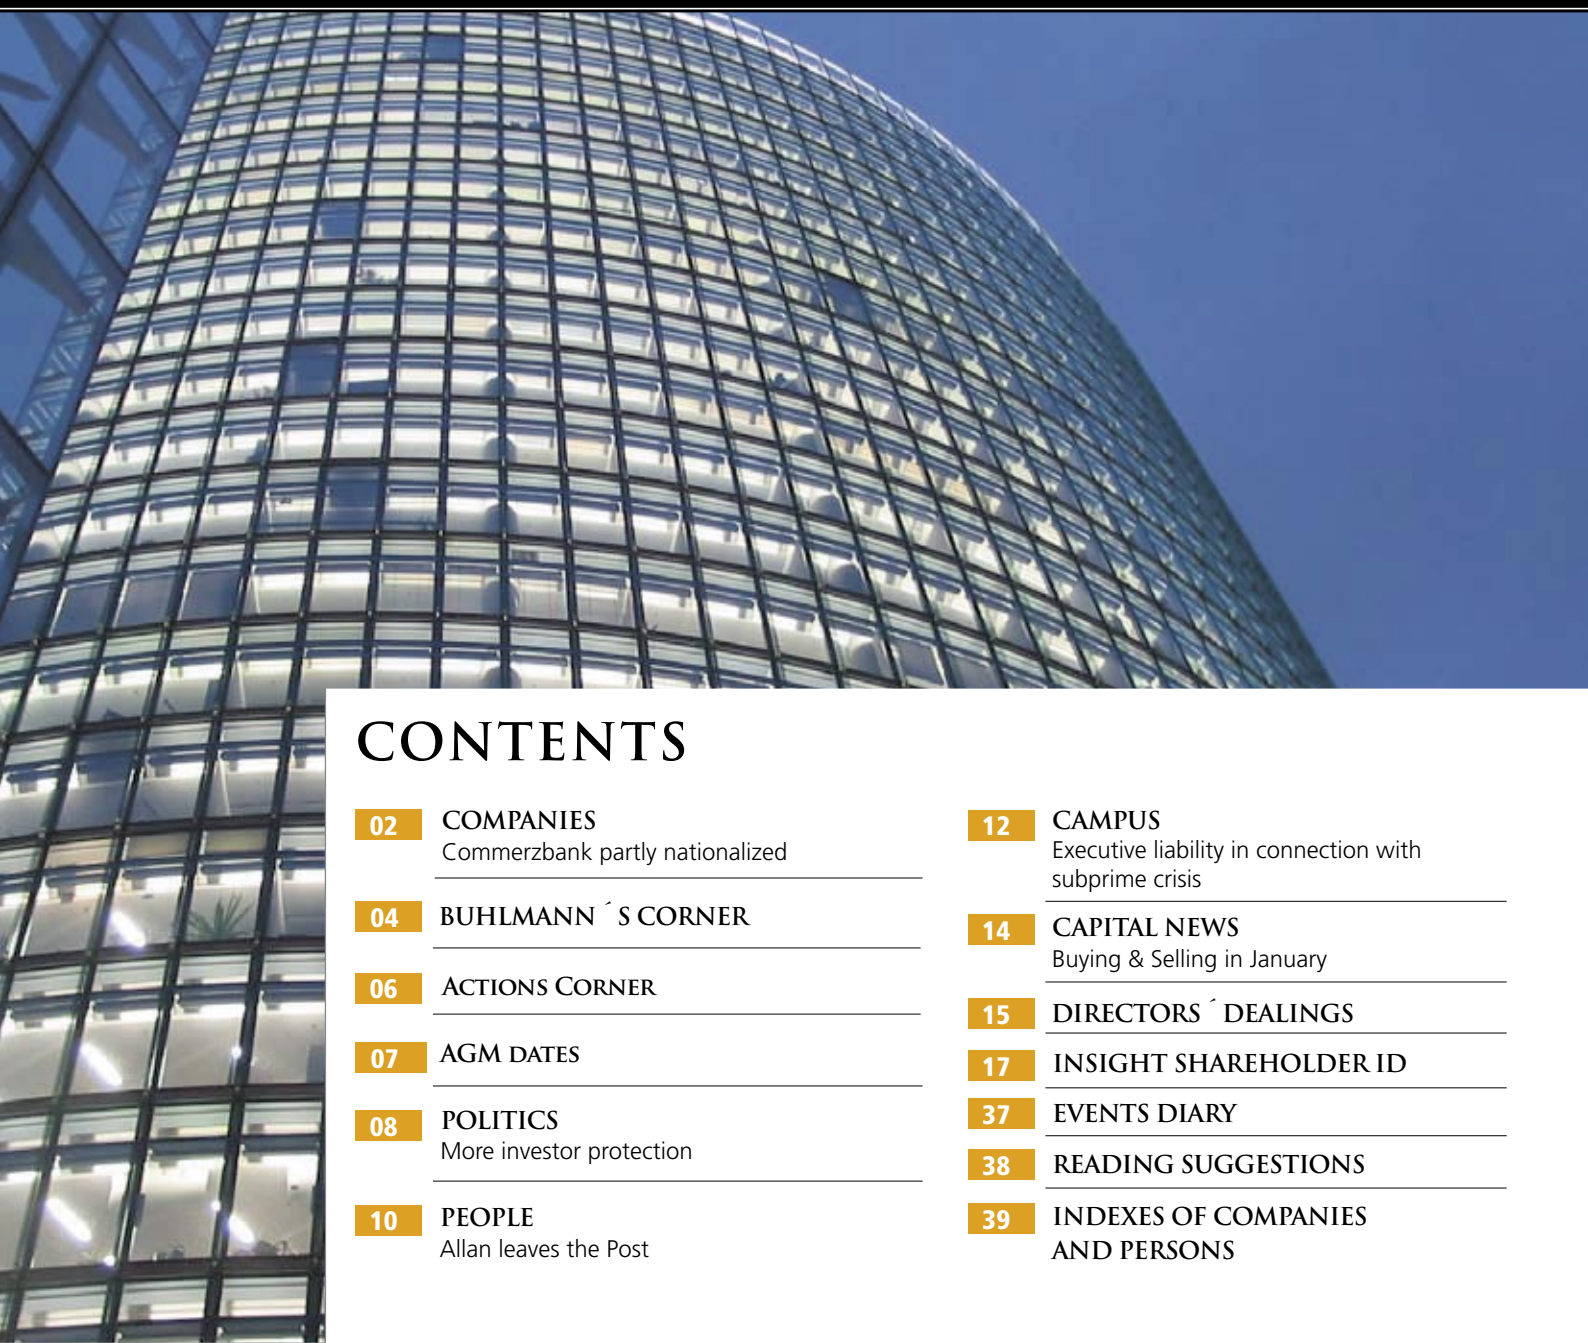 CONTENTS
02 COMPANIES
Commerzbank partly nationalized
04 BUHLMANN ´S CORNER
06 ACTIONS CORNER
07 AGM DATES
08 POLITICS
More investor protection
10 PEOPLE
Allan leaves the Post
12 CAMPUS
Executive liability in connection with
subprime crisis
14 CAPITAL NEWS
Buying & Selling in January
15 DIRECTORS ´DEALINGS
17 INSIGHT SHAREHOLDER ID
37 EVENTS DIARY
38 READING SUGGESTIONS
39 INDEXES OF COMPANIES
AND PERSONS